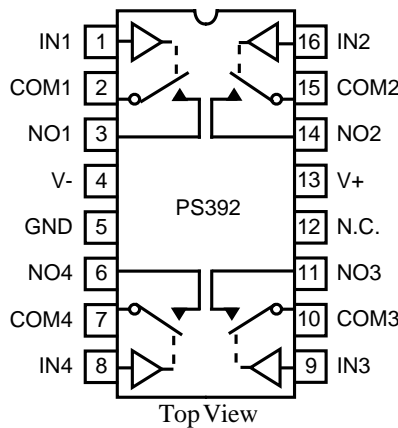 IN1 1 16 IN2
COM1 2 15 COM2
NO1 3 14 NO2
V- 4 13 V+
PS392
GND 5 12 N.C.
NO4 6 11 NO3
COM4 7 10 COM3
IN4 8 9 IN3
Top View